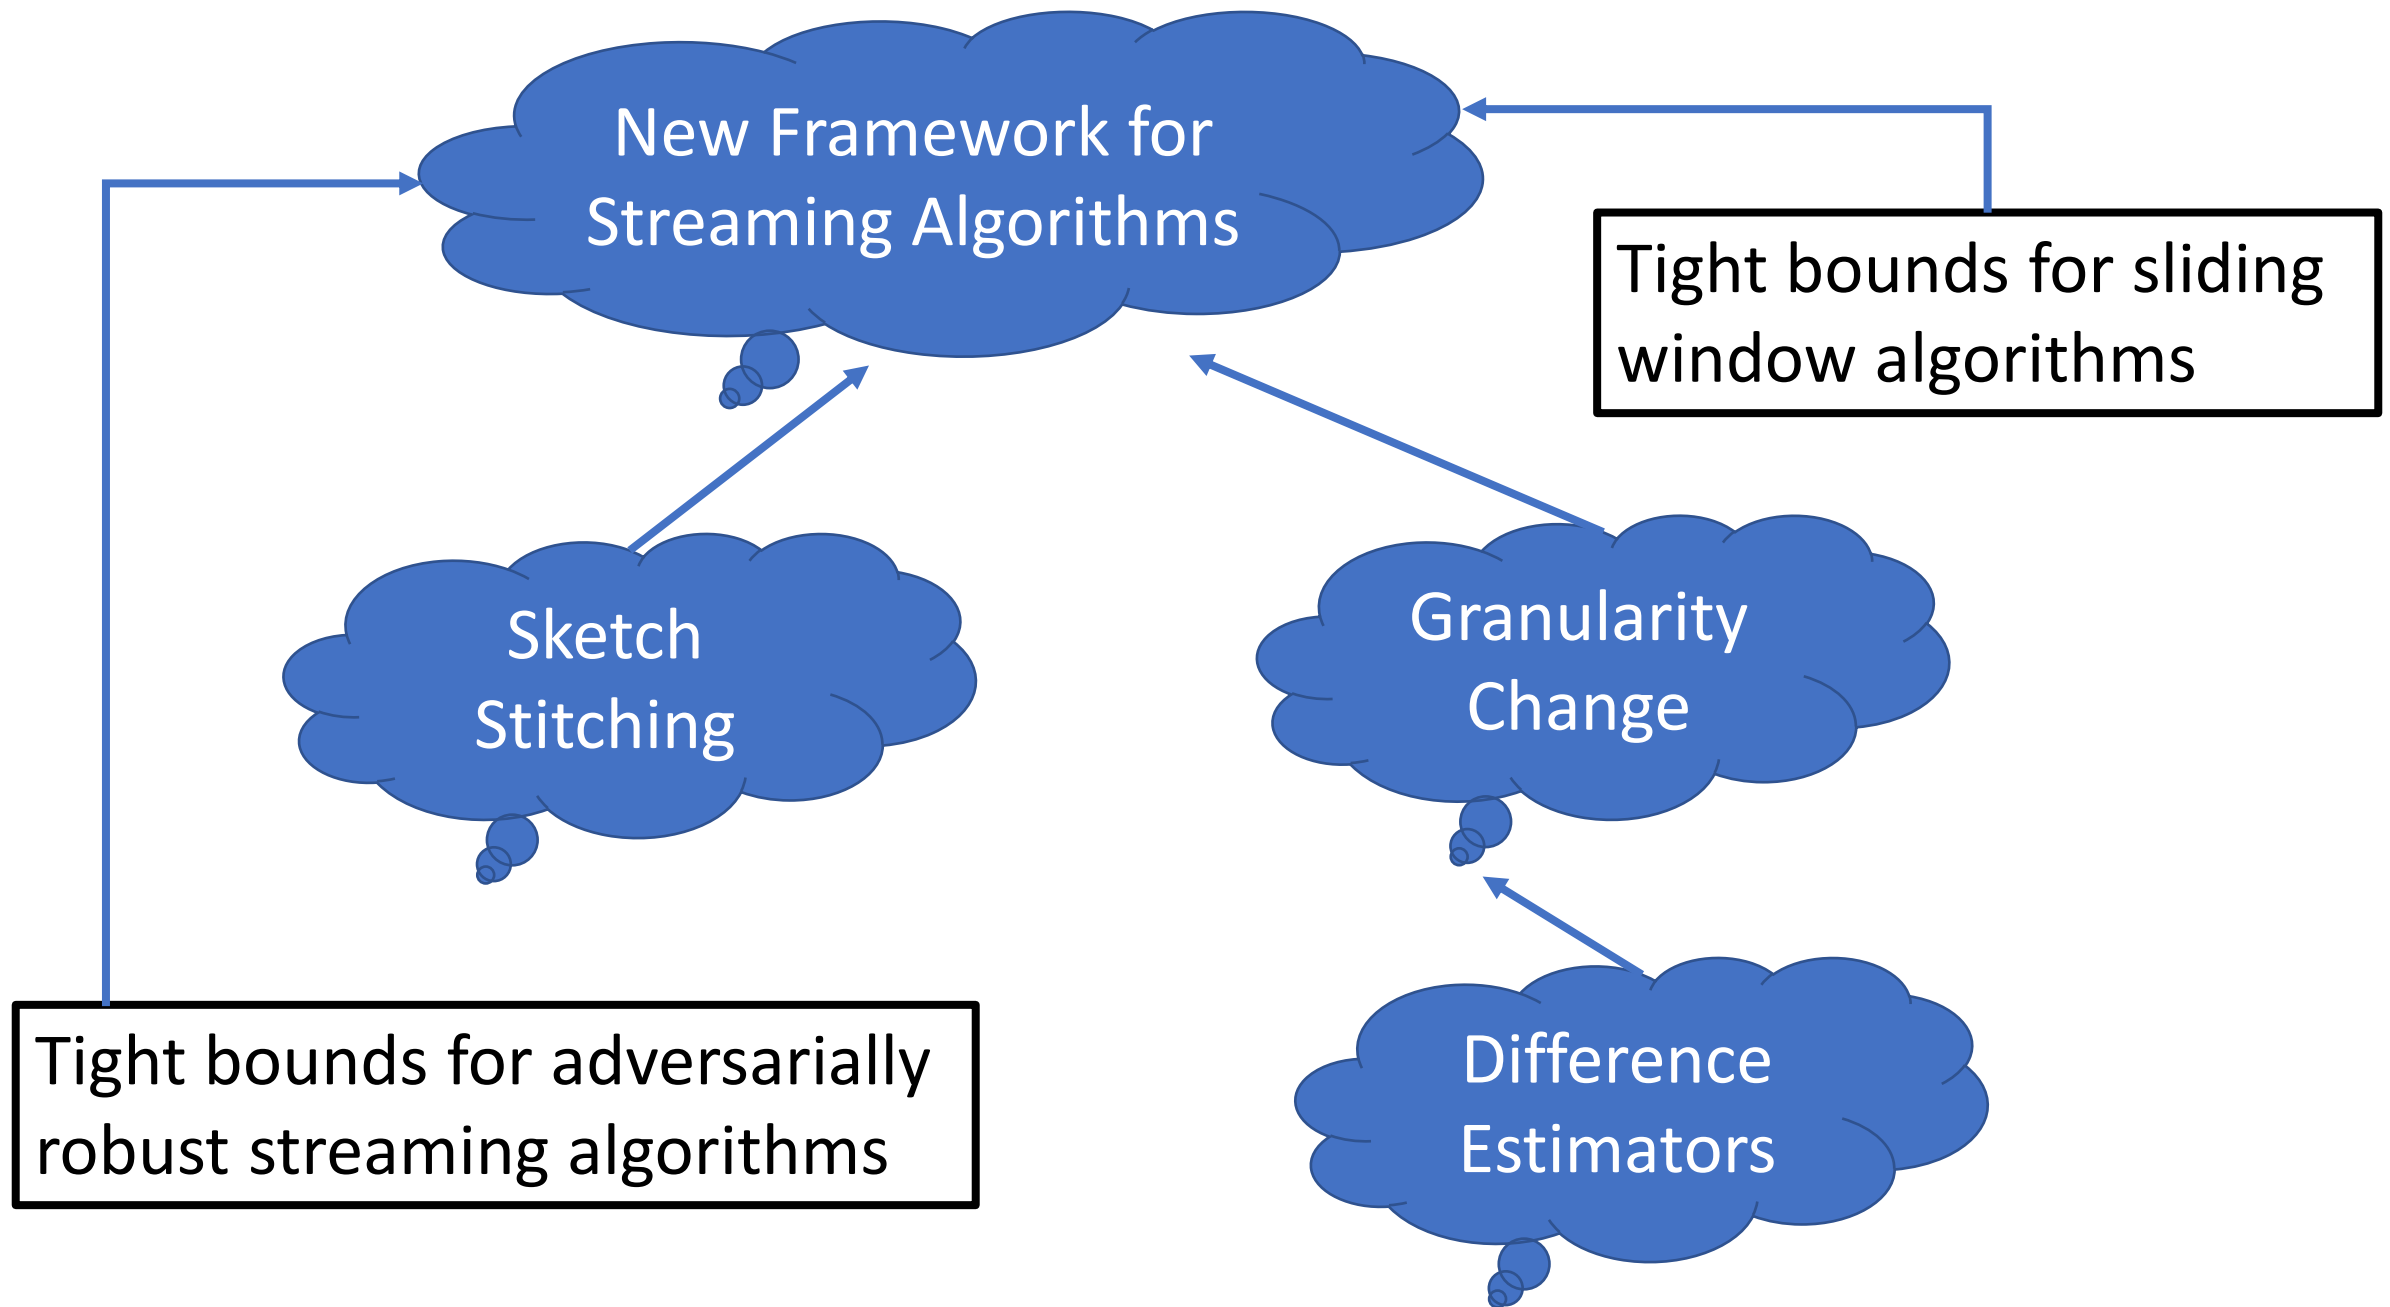 New Framework for
Streaming Algorithms
Tight bounds for sliding
window algorithms
Sketch
Stitching
Granularity
Change
Tight bounds for adversarially
robust streaming algorithms
Difference
Estimators